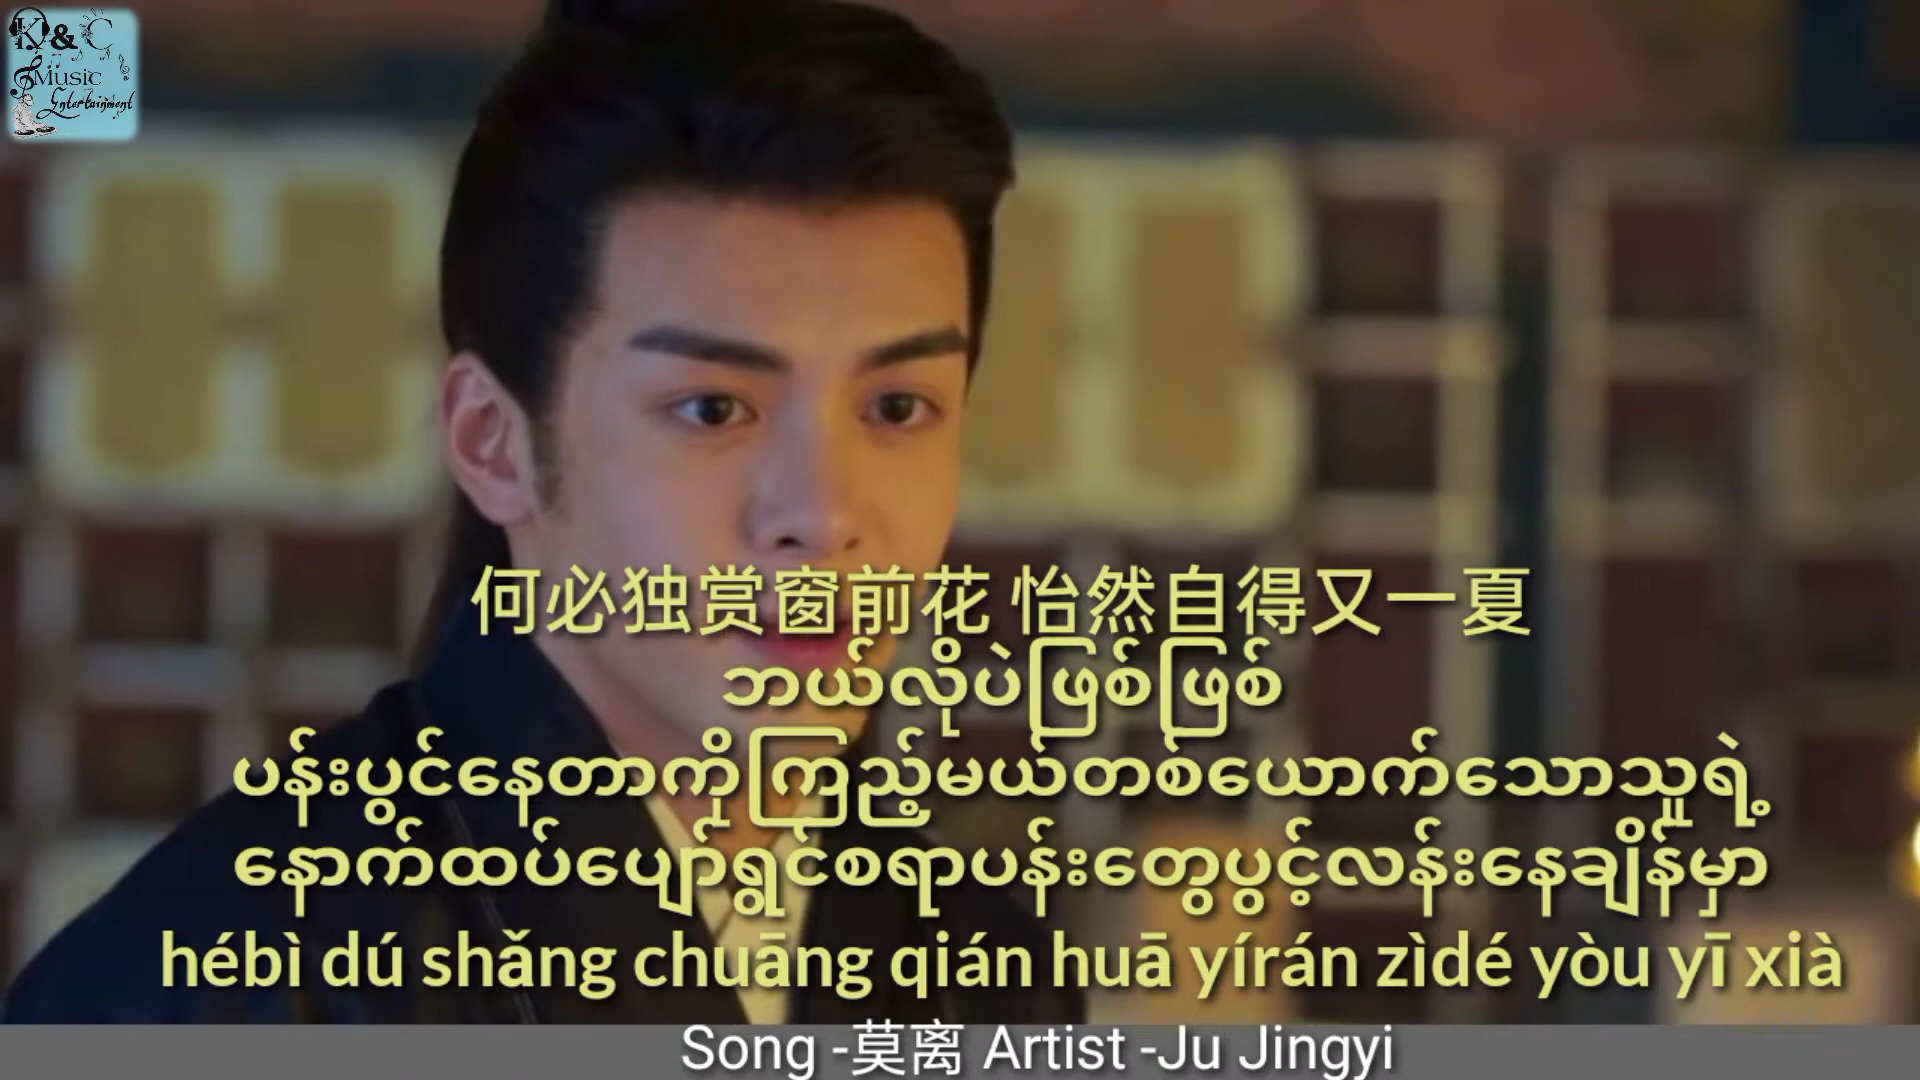 K&C
Music
Entertainment
何必独赏窗前花 怡然自得又一夏
ဘယ်လိုပဲဖြစ်ဖြစ်
ပန်းပွင်နေတာကိုကြည့်မယ်တစ်ယောက်သောသူရဲ့
နောက်ထပ်ပျော်ရွှင်စရာပန်းတွေပွင့်လန်းနေချိန်မှာ
hébì dú shǎng chuāng qián huā yírán zìdé yòu yī xià
Song -莫离 Artist -Ju Jingyi